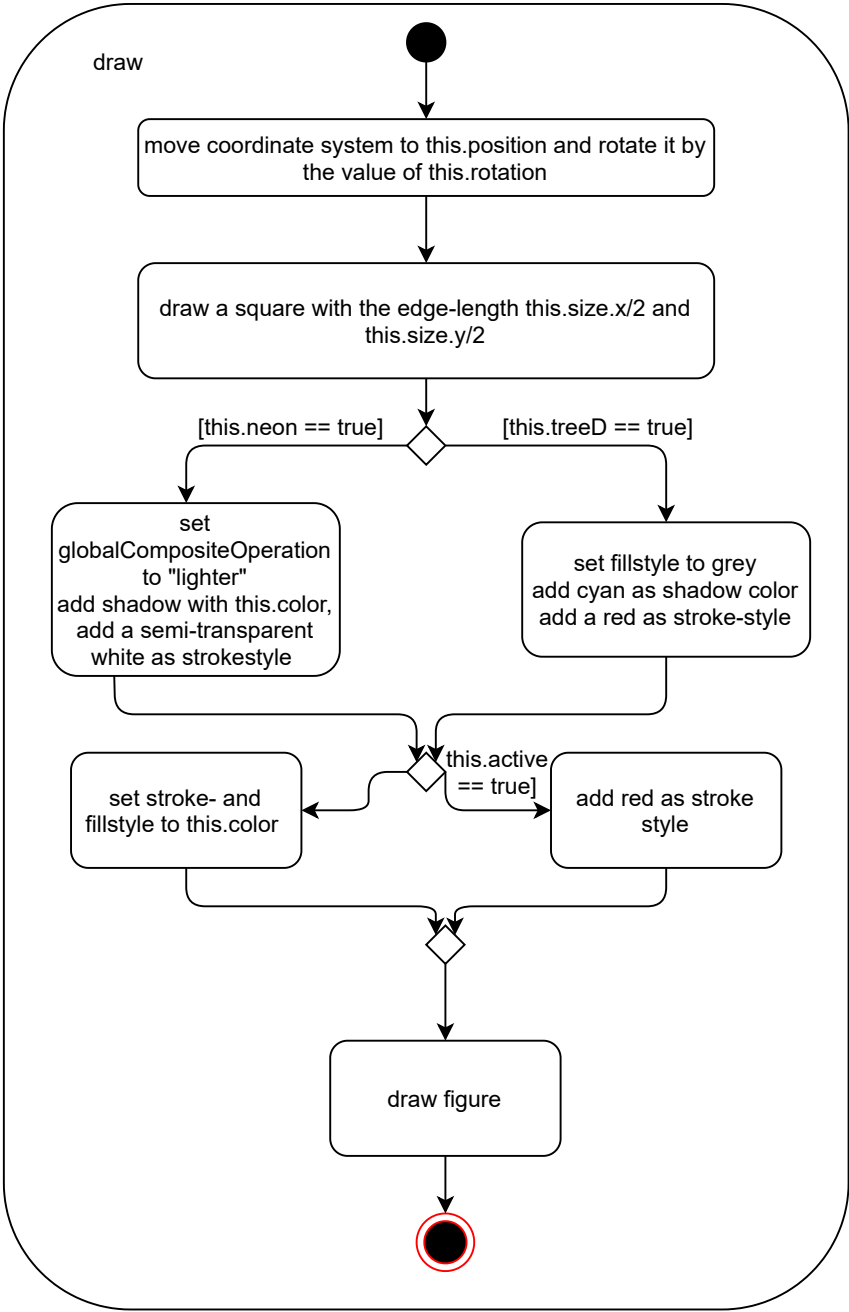 draw
move coordinate system to this.position and rotate it by
the value of this.rotation
draw a square with the edge-length this.size.x/2 and
this.size.y/2
[this.neon == true]
[this.treeD == true]
set
globalCompositeOperation
to "lighter"
add shadow with this.color,
add a semi-transparent
white as strokestyle
set fillstyle to grey
add cyan as shadow color
add a red as stroke-style
this.active
== true]
set stroke- and
fillstyle to this.color
add red as stroke
style
draw figure